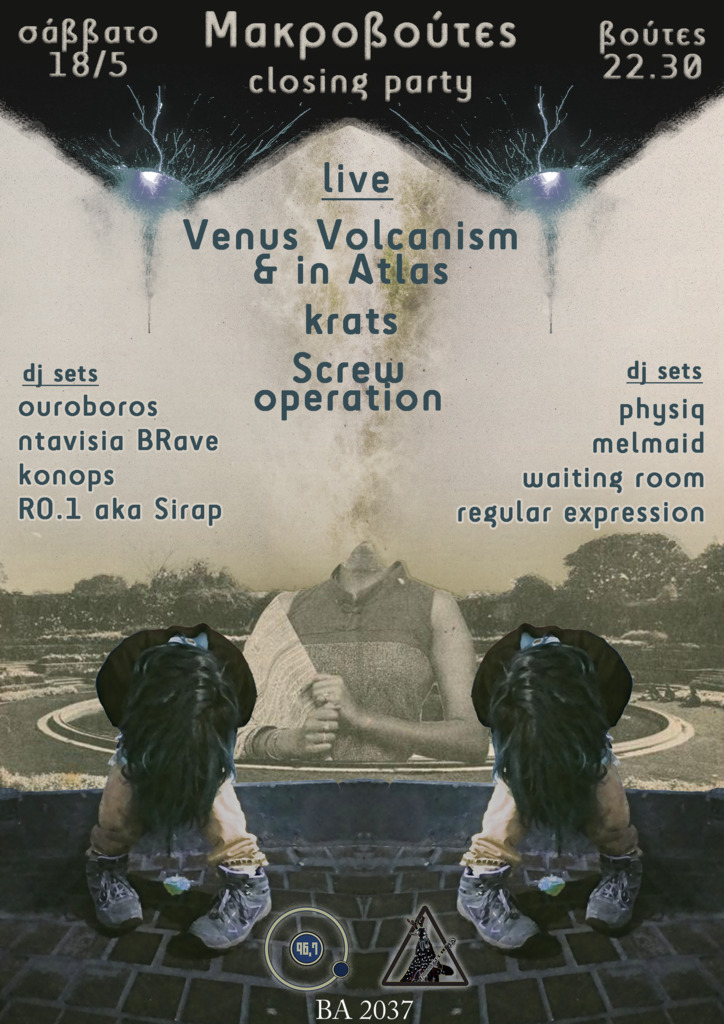 σάββατο
18/5
Μακροβούτες
closing party
βούτες
22.30
live
Venus Volcanism
& in Atlas
krats
Screw
operation
dj sets
ouroboros
ntavisia BRave
konops
RO.1 aka Sirap
dj sets
physiq
melmaid
waiting room
regular expression
96,7
BA 2037